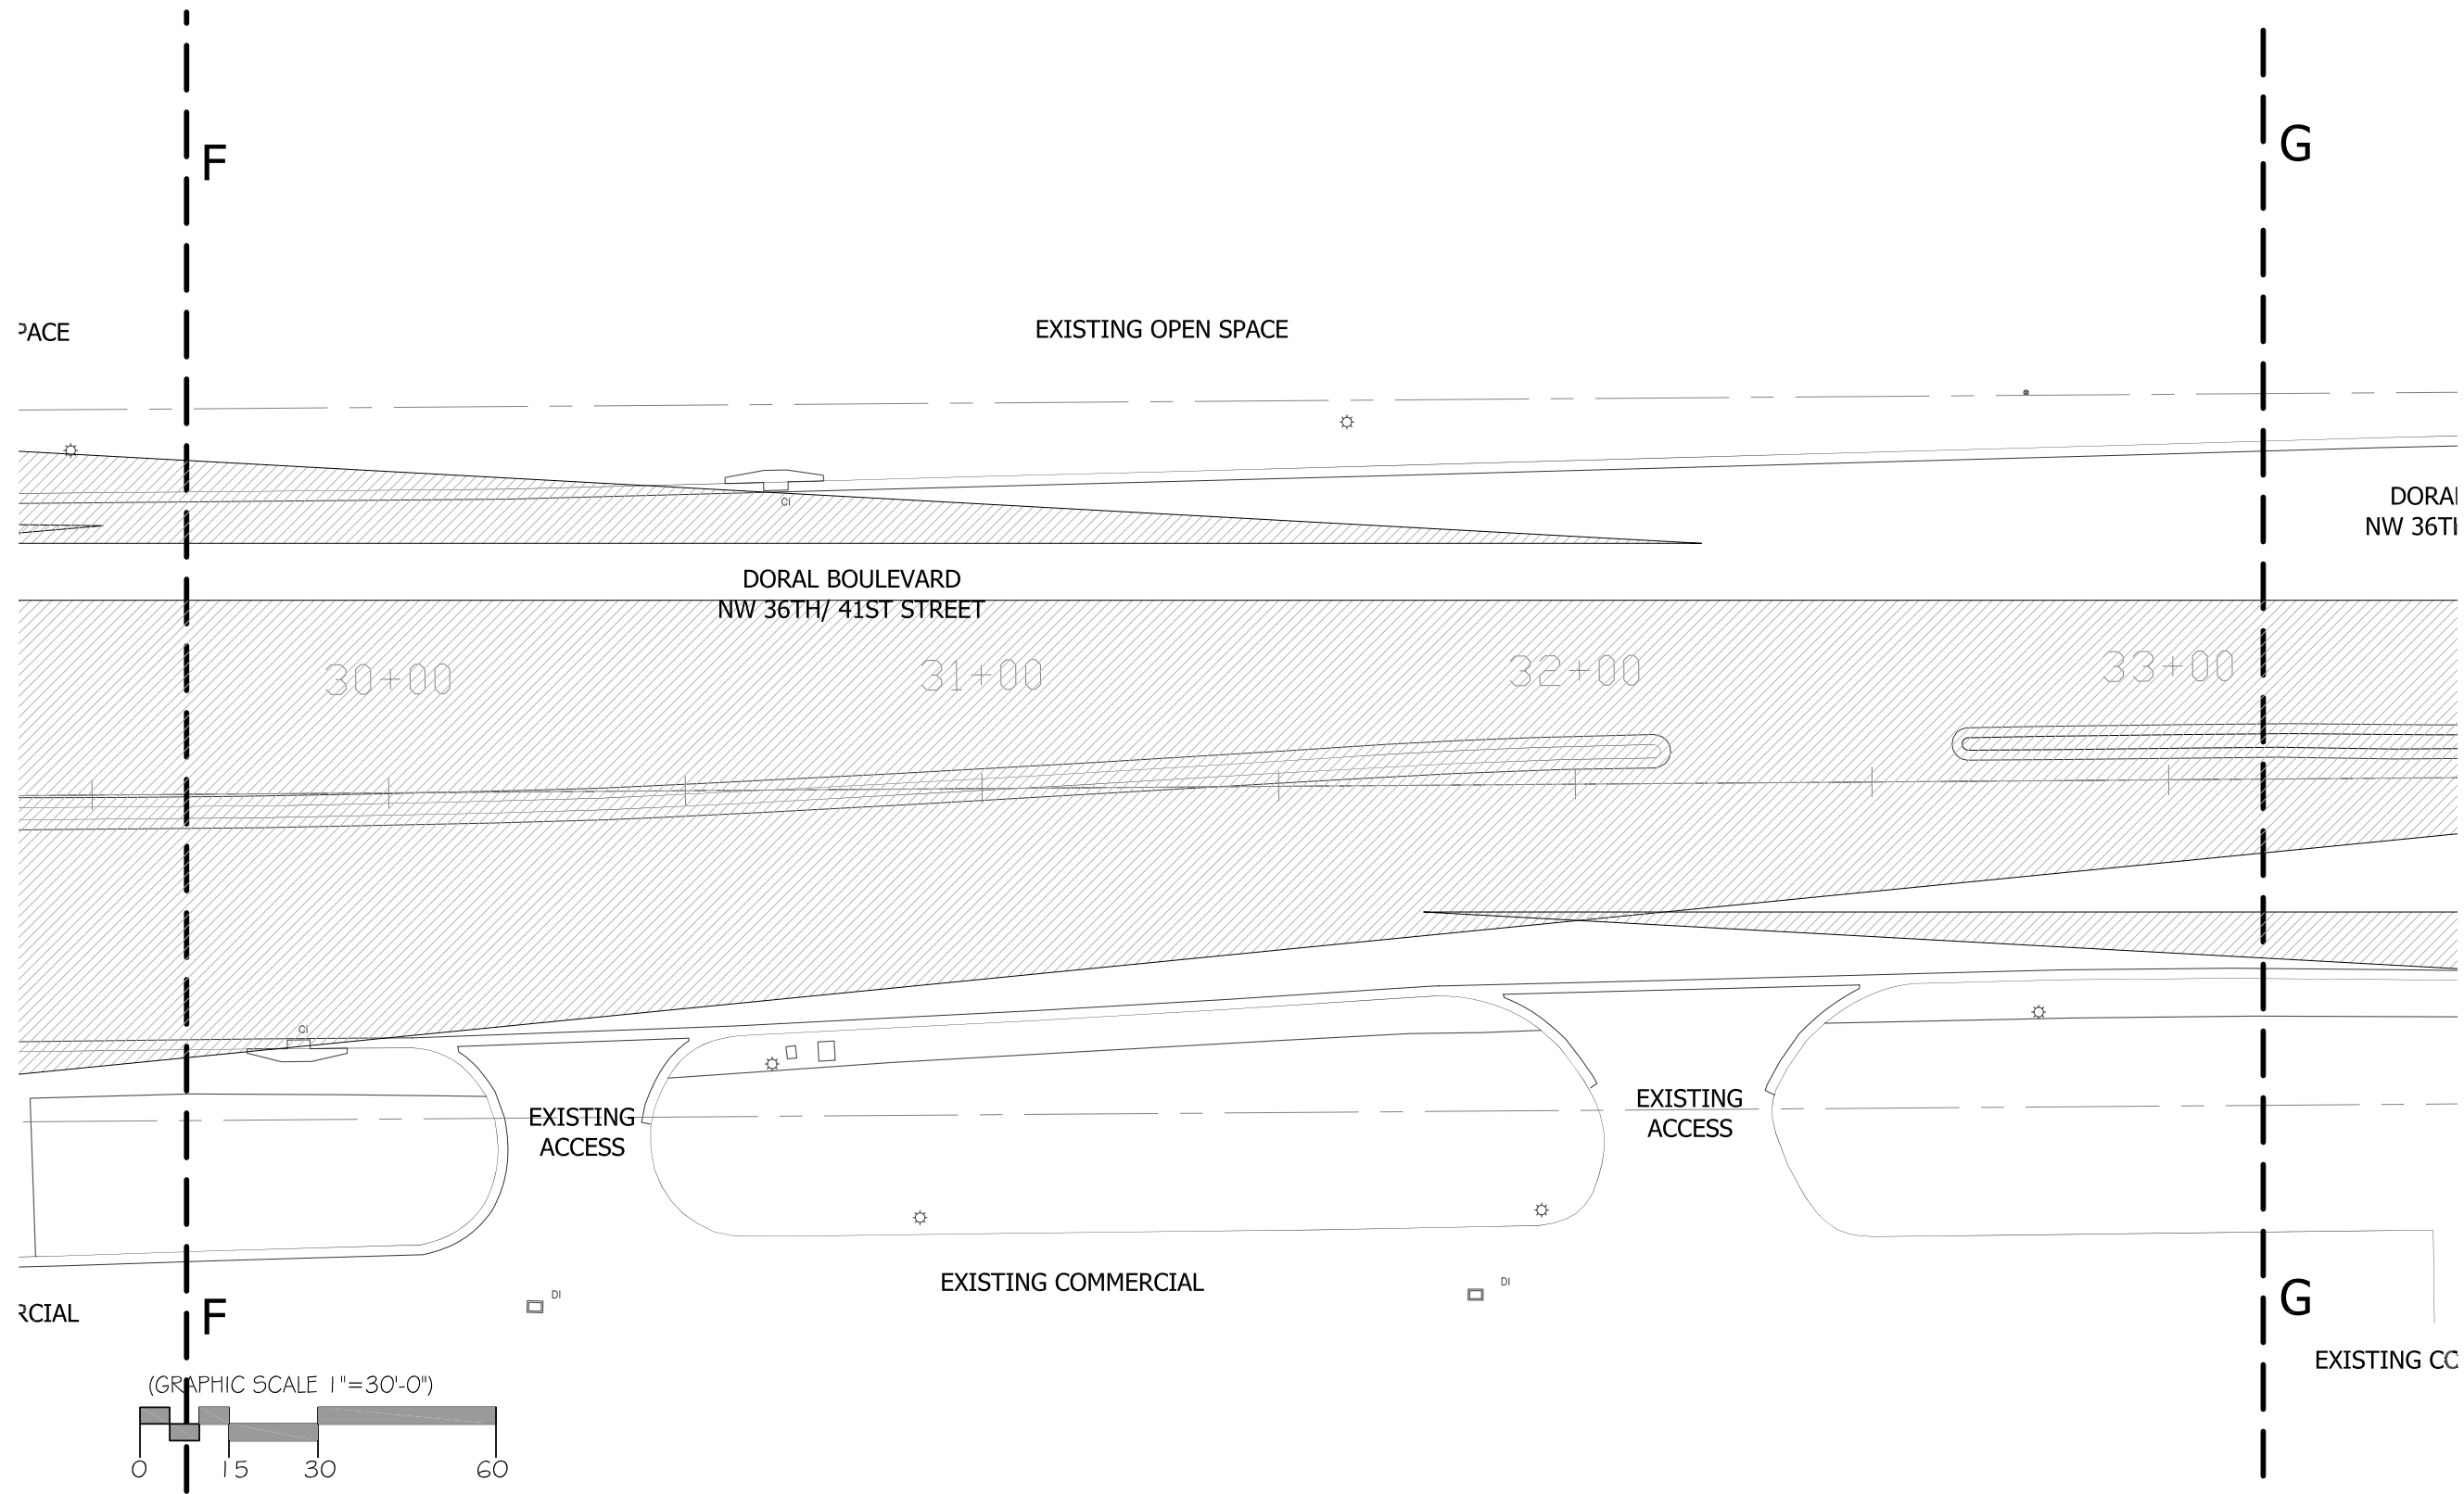 F
G
PACE
EXISTING OPEN SPACE
DORAL
NW 36TH
CI
DORAL BOULEVARD
NW 36TH/ 41ST STREET
30+00
31+00
32+00
33+00
CI
EXISTING
ACCESS
EXISTING
ACCESS
EXISTING COMMERCIAL
DI
DI
RCIAL
F
G
EXISTING CO
(GRAPHIC SCALE 1"=30'-0")
0 15 30 60